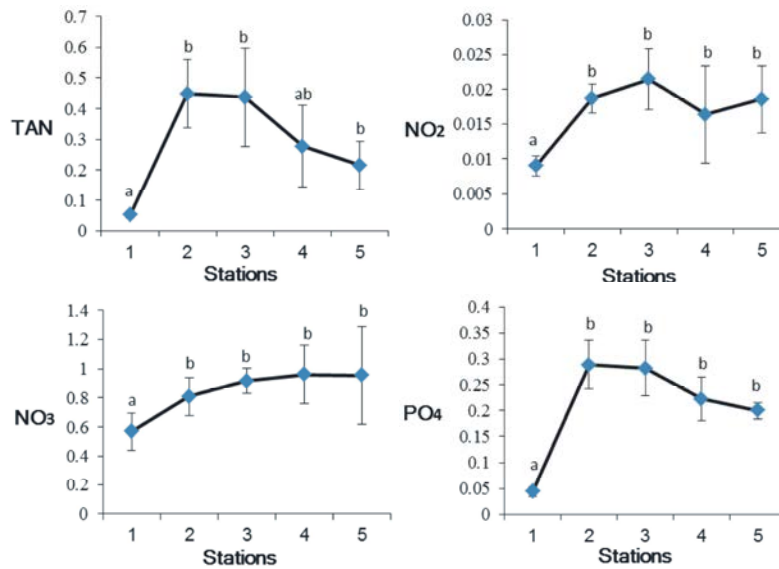 0.7
0.6
0.5
0.4
0.3
0.2
0.1
0
TAN
a
b
b
ab
b
1 2 3 4 5
Stations
0.03
0.025
0.02
0.015
0.01
0.005
0
NO2
a
b
b
b
b
1 2 3 4 5
Stations
1.4
1.2
1
0.8
0.6
0.4
0.2
0
NO3
a
b
b
b
b
1 2 3 4 5
Stations
0.4
0.35
0.3
0.25
0.2
0.15
0.1
0.05
0
PO4
a
b
b
b
b
1 2 3 4 5
Stations